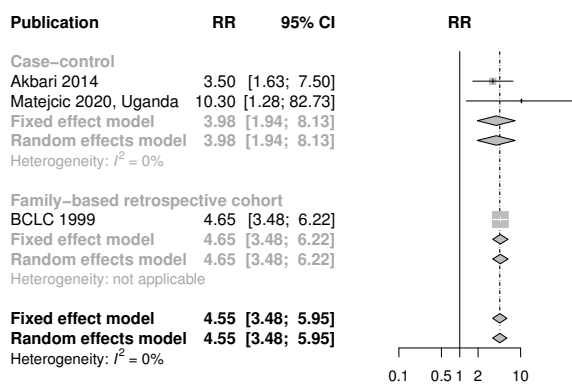 Publication RR 95% CI RR
Case−control
Akbari 2014 3.50 [1.63; 7.50]
Matejcic 2020, Uganda 10.30 [1.28; 82.73]
Fixed effect model 3.98 [1.94; 8.13]
Random effects model 3.98 [1.94; 8.13]
Heterogeneity: I² = 0%
Family−based retrospective cohort
BCLC 1999 4.65 [3.48; 6.22]
Fixed effect model 4.65 [3.48; 6.22]
Random effects model 4.65 [3.48; 6.22]
Heterogeneity: not applicable
Fixed effect model 4.55 [3.48; 5.95]
Random effects model 4.55 [3.48; 5.95]
Heterogeneity: I² = 0%
0.1 0.5 1 2 10